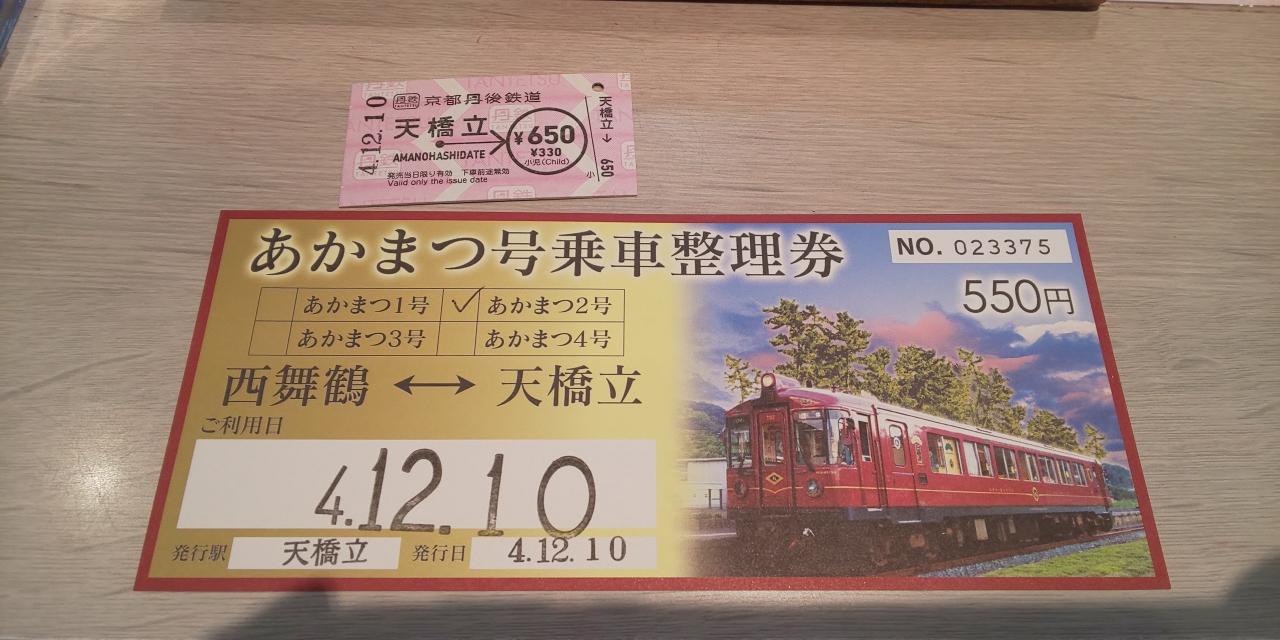 4.12.10
丹鉄 京都丹後鉄道
TANTETSU
天橋立 → ¥650
AMANOHASHIDATE
¥330
小児(Child)
発売当日限り有効 下車前途無効
Valid only the issue date
天橋立→ 650
小
あかまつ号乗車整理券
NO. 023375
550円
あかまつ1号 ✓ あかまつ2号
あかまつ3号 あかまつ4号
西舞鶴 ↔ 天橋立
ご利用日
4.12.10
発行駅 天橋立 発行日 4.12.10